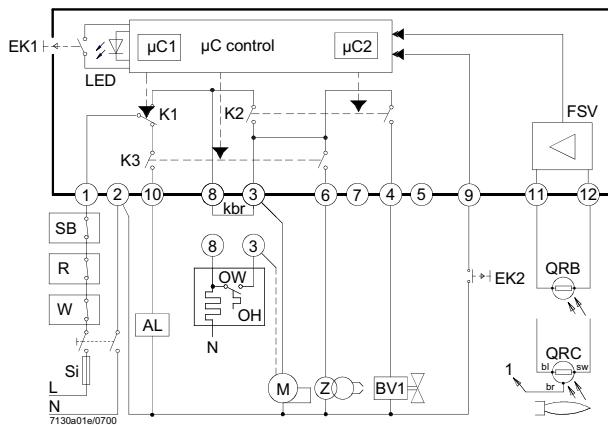 EK1
LED
µC1
µC control
µC2
FSV
K1
K2
K3
1
2
10
8
3
6
7
4
5
9
11
12
kbr
SB
R
W
Si
L
N
AL
8
3
OW
OH
N
M
Z
BV1
EK2
QRB
QRC
bl
sw
br
1
7130a01e/0700